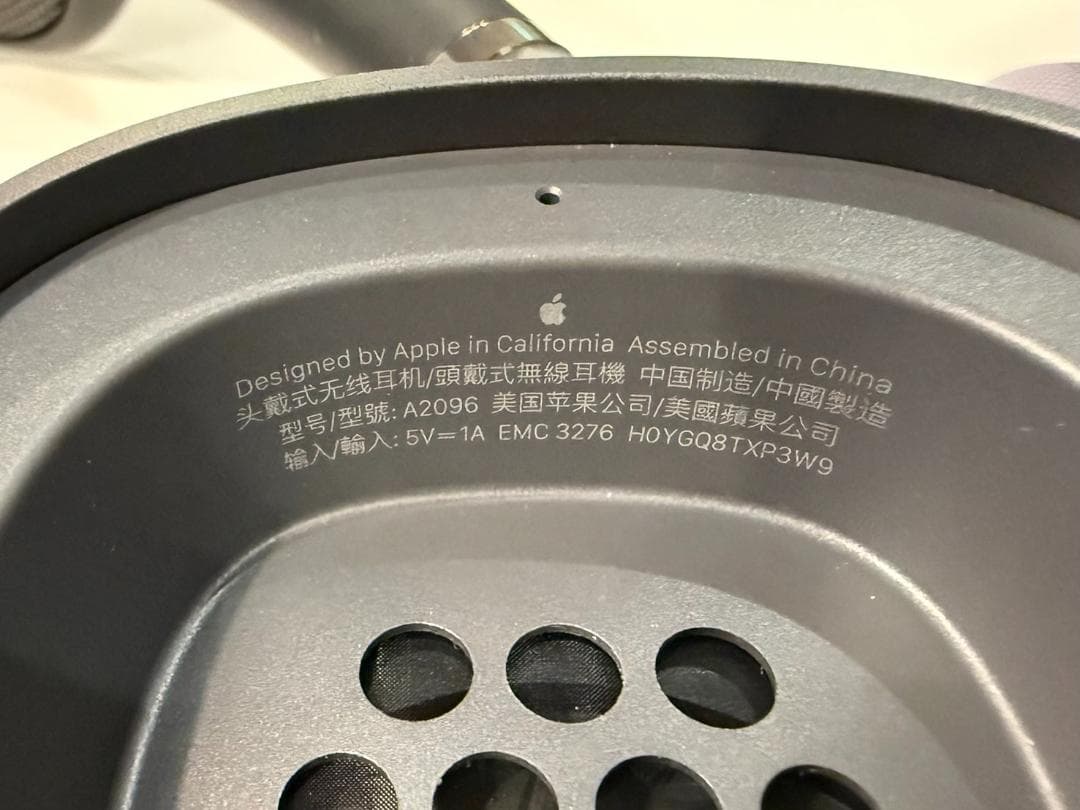 Designed by Apple in California Assembled in China
头戴式无线耳机/頭戴式無線耳機 中国制造/中國製造
型号/型號: A2096 美国苹果公司/美國蘋果公司
输入/輸入: 5V⎓1A EMC 3276 H0YGQ8TXP3W9